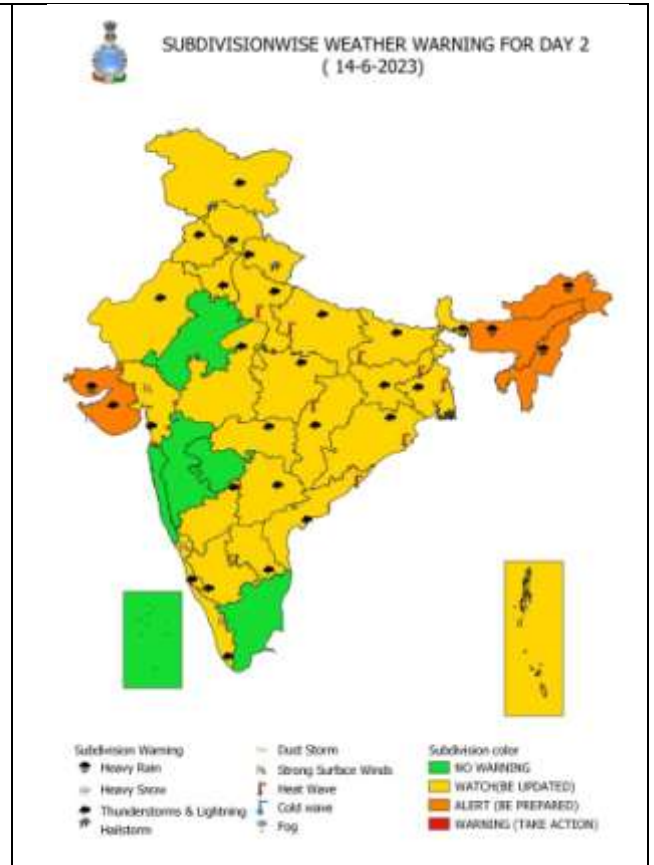 SUBDIVISIONWISE WEATHER WARNING FOR DAY 2
( 14-6-2023)
Subdivision Warning
Heavy Rain
Heavy Snow
Thunderstorms & Lightning
Hailstorm
Dust Storm
Strong Surface Winds
Heat Wave
Cold wave
Fog
Subdivision color
NO WARNING
WATCH(BE UPDATED)
ALERT (BE PREPARED)
WARNING (TAKE ACTION)